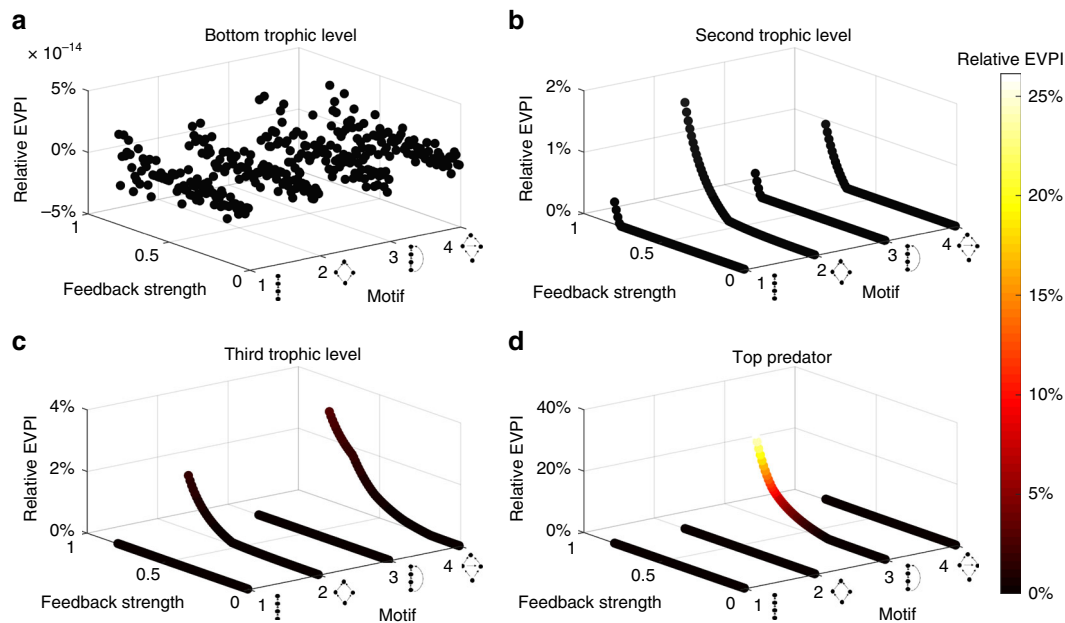 a
Bottom trophic level
× 10⁻¹⁴
Relative EVPI
5%
0%
−5%
1
0.5
0
Feedback strength
1
2
3
4
Motif
b
Second trophic level
Relative EVPI
2%
1%
0%
1
0.5
0
Feedback strength
1
2
3
4
Motif
Relative EVPI
25%
20%
15%
10%
5%
0%
c
Third trophic level
Relative EVPI
4%
2%
0%
1
0.5
0
Feedback strength
1
2
3
4
Motif
d
Top predator
Relative EVPI
40%
20%
0%
1
0.5
0
Feedback strength
1
2
3
4
Motif